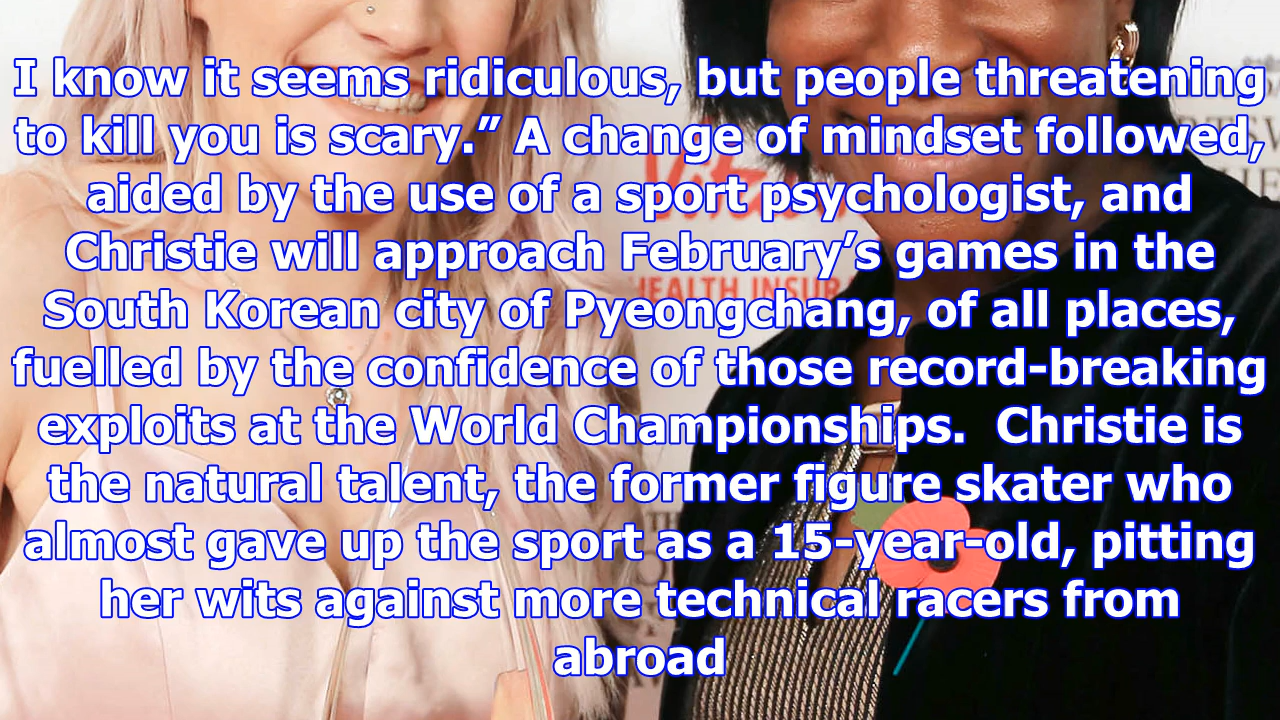 I know it seems ridiculous, but people threatening
to kill you is scary.” A change of mindset followed,
aided by the use of a sport psychologist, and
Christie will approach February’s games in the
South Korean city of Pyeongchang, of all places,
fuelled by the confidence of those record-breaking
exploits at the World Championships.  Christie is
the natural talent, the former figure skater who
almost gave up the sport as a 15-year-old, pitting
her wits against more technical racers from
abroad
HEALTH INSUR